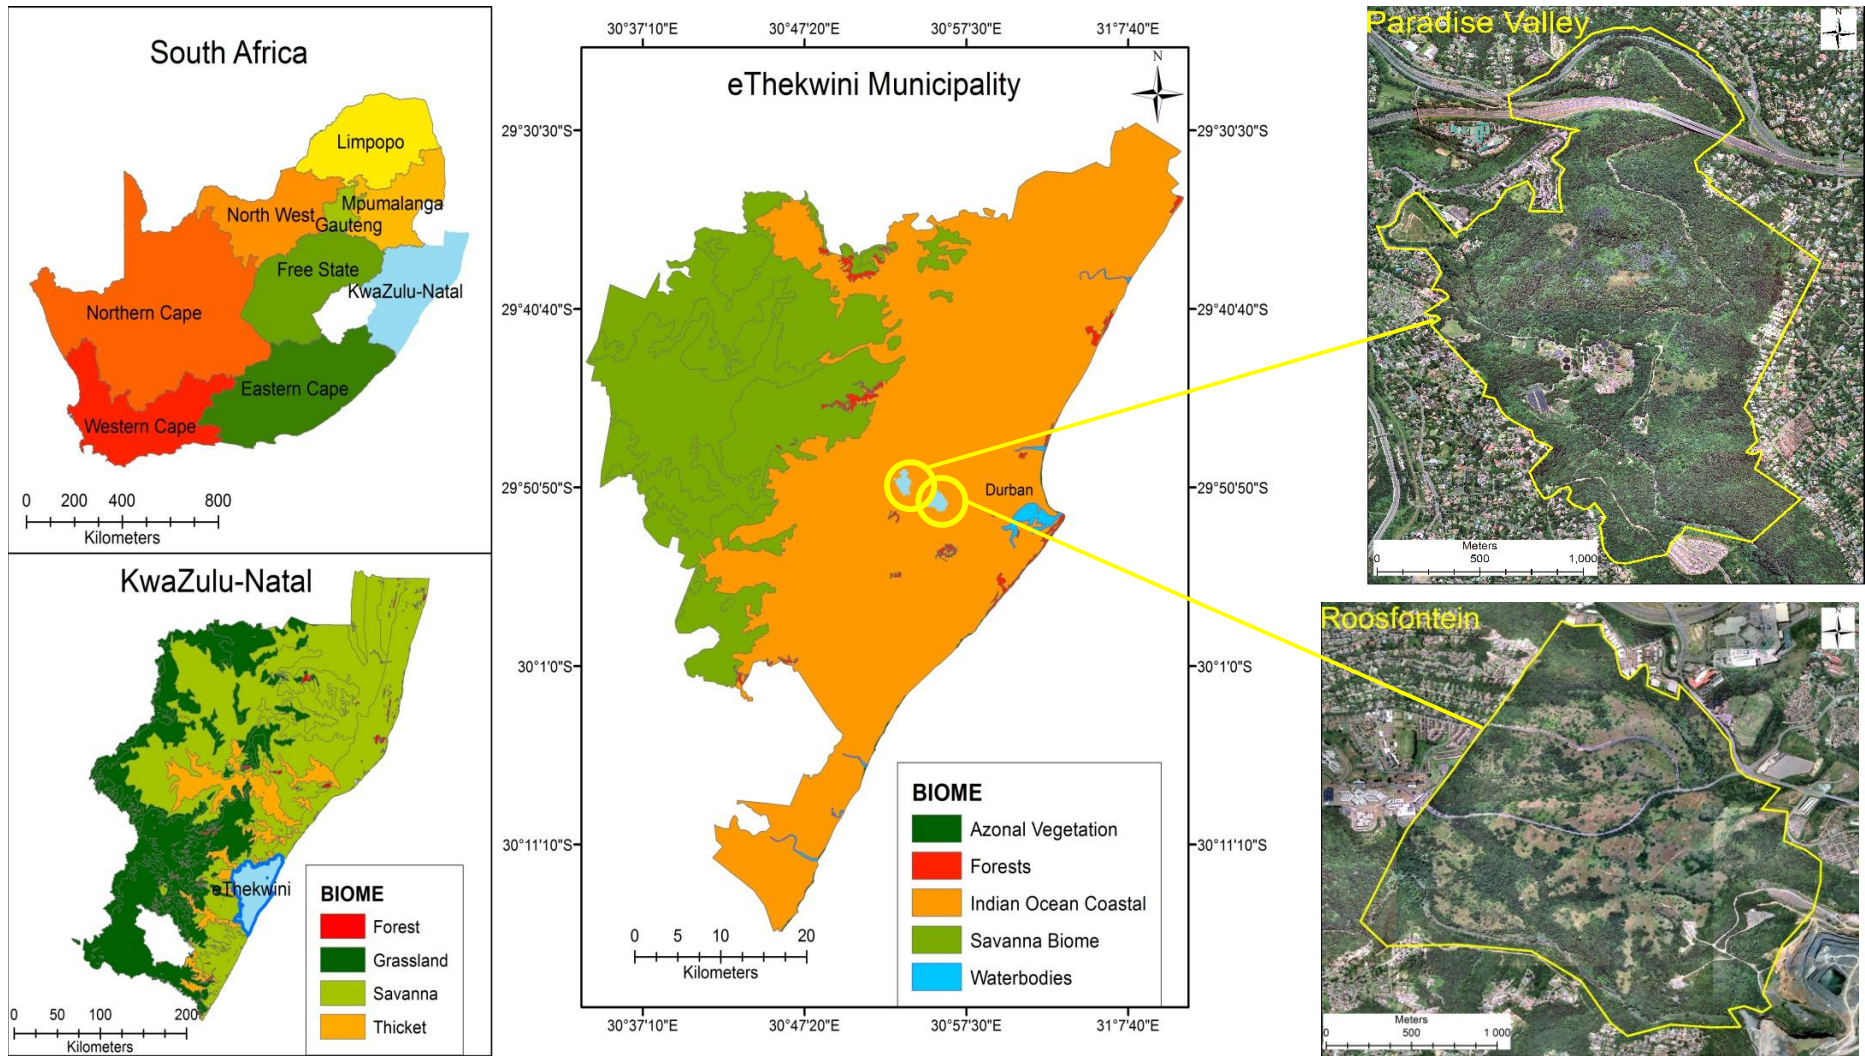 South Africa
Limpopo
Mpumalanga
North West
Gauteng
Free State
KwaZulu-Natal
Northern Cape
Eastern Cape
Western Cape
0 200 400 800
Kilometers
KwaZulu-Natal
eThekwini
BIOME
Forest
Grassland
Savanna
Thicket
0 50 100 200
Kilometers
30°37'10"E 30°47'20"E 30°57'30"E 31°7'40"E
eThekwini Municipality
N
29°30'30"S 29°30'30"S
29°40'40"S 29°40'40"S
29°50'50"S 29°50'50"S
Durban
30°1'0"S 30°1'0"S
30°11'10"S 30°11'10"S
BIOME
Azonal Vegetation
Forests
Indian Ocean Coastal
Savanna Biome
Waterbodies
0 5 10 20
Kilometers
30°37'10"E 30°47'20"E 30°57'30"E 31°7'40"E
Paradise Valley
N
Meters
0 500 1,000
Roosfontein
N
Meters
0 500 1 000